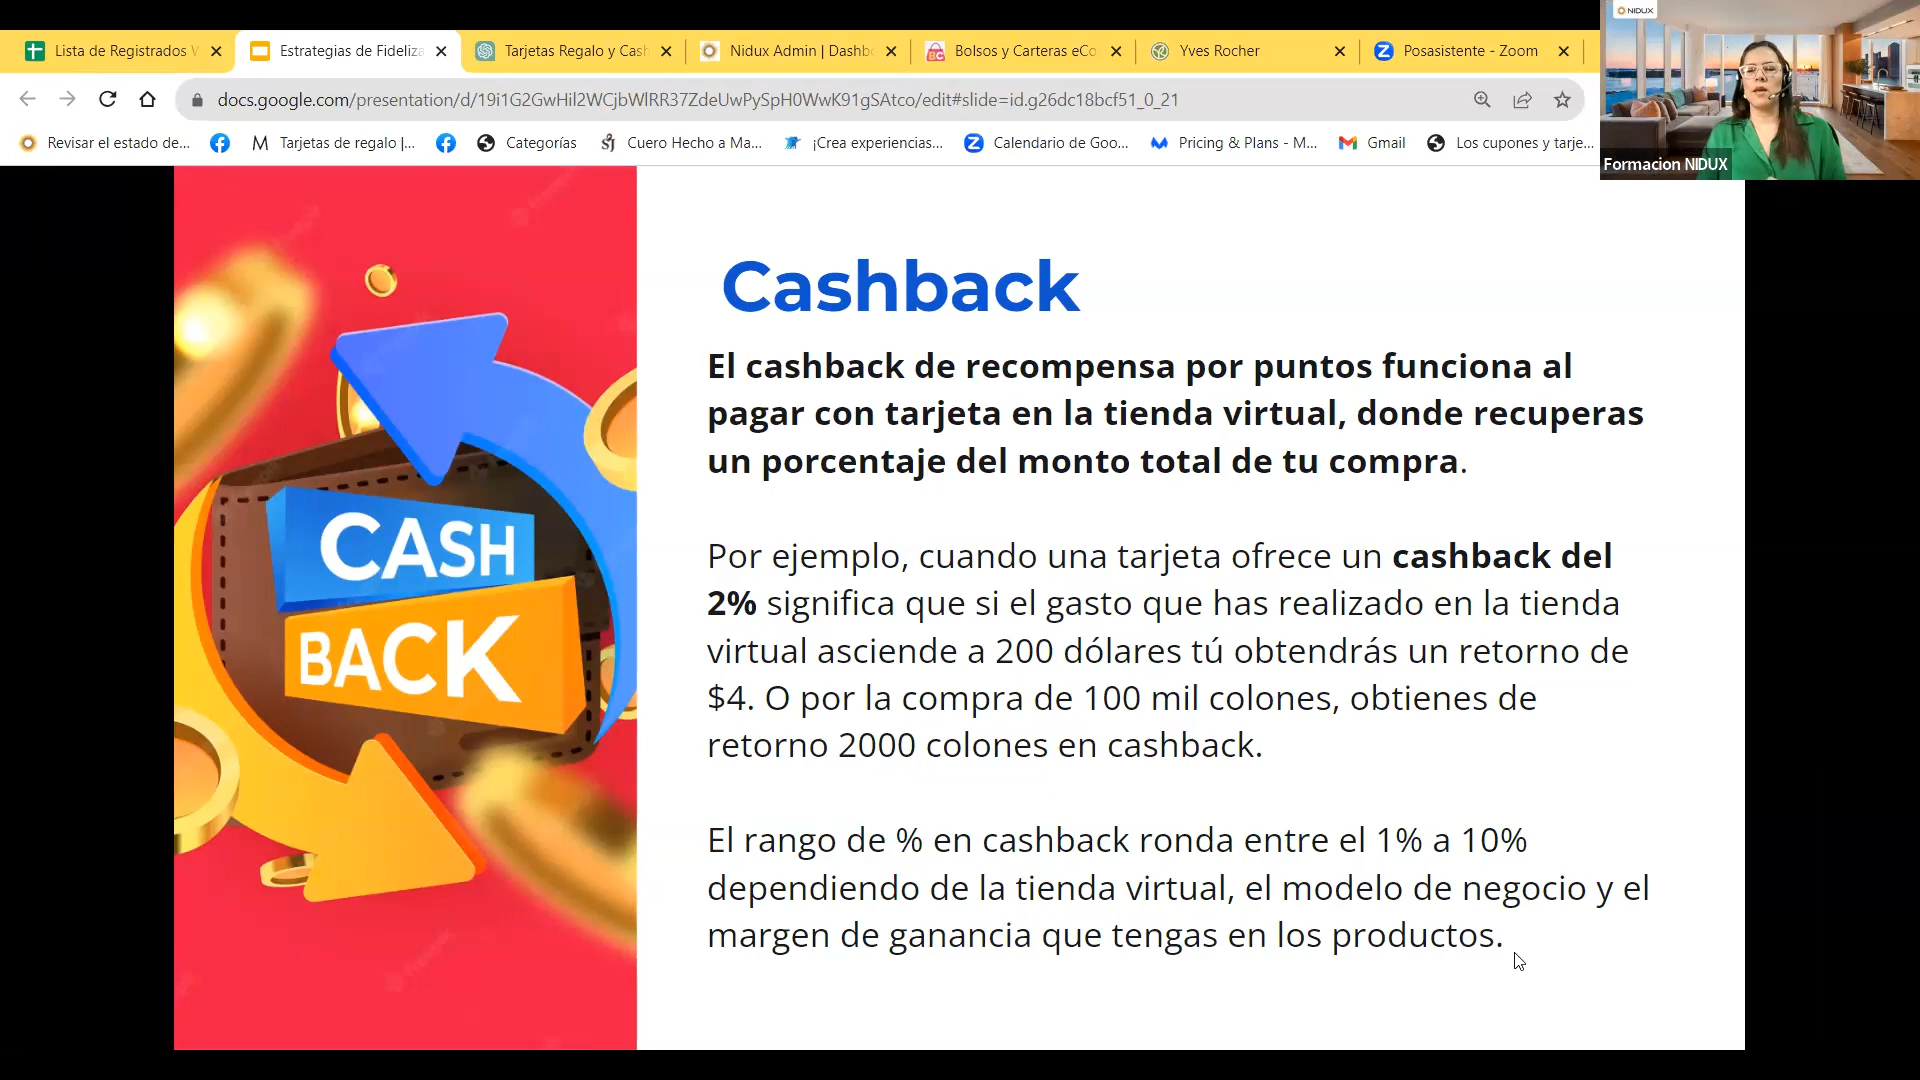 Lista de Registrados V
Estrategias de Fideliza
Tarjetas Regalo y Cash
Nidux Admin | Dashb
Bolsos y Carteras eCo
Yves Rocher
Posasistente - Zoom
docs.google.com/presentation/d/19i1G2GwHil2WCjbWlRR37ZdeUwPySpH0WwK91gSAtco/edit#slide=id.g26dc18bcf51_0_21
Revisar el estado de...
Tarjetas de regalo |...
Categorías
Cuero Hecho a Ma...
¡Crea experiencias...
Calendario de Goo...
Pricing & Plans - M...
Gmail
Los cupones y tarje...
NIDUX
Formacion NIDUX
CASH
BACK
Cashback
El cashback de recompensa por puntos funciona al
pagar con tarjeta en la tienda virtual, donde recuperas
un porcentaje del monto total de tu compra.
Por ejemplo, cuando una tarjeta ofrece un cashback del
2% significa que si el gasto que has realizado en la tienda
virtual asciende a 200 dólares tú obtendrás un retorno de
$4. O por la compra de 100 mil colones, obtienes de
retorno 2000 colones en cashback.
El rango de % en cashback ronda entre el 1% a 10%
dependiendo de la tienda virtual, el modelo de negocio y el
margen de ganancia que tengas en los productos.